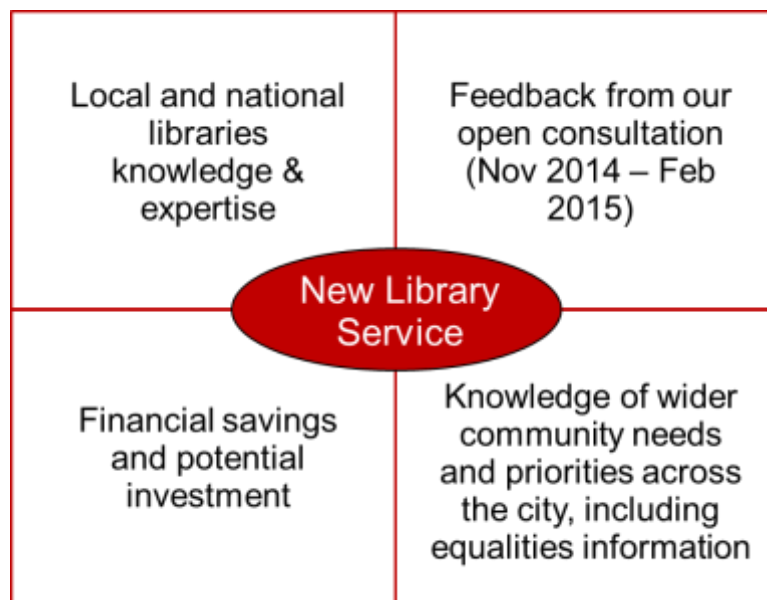 Local and national
libraries
knowledge &
expertise
Feedback from our
open consultation
(Nov 2014 – Feb
2015)
New Library
Service
Financial savings
and potential
investment
Knowledge of wider
community needs
and priorities across
the city, including
equalities information